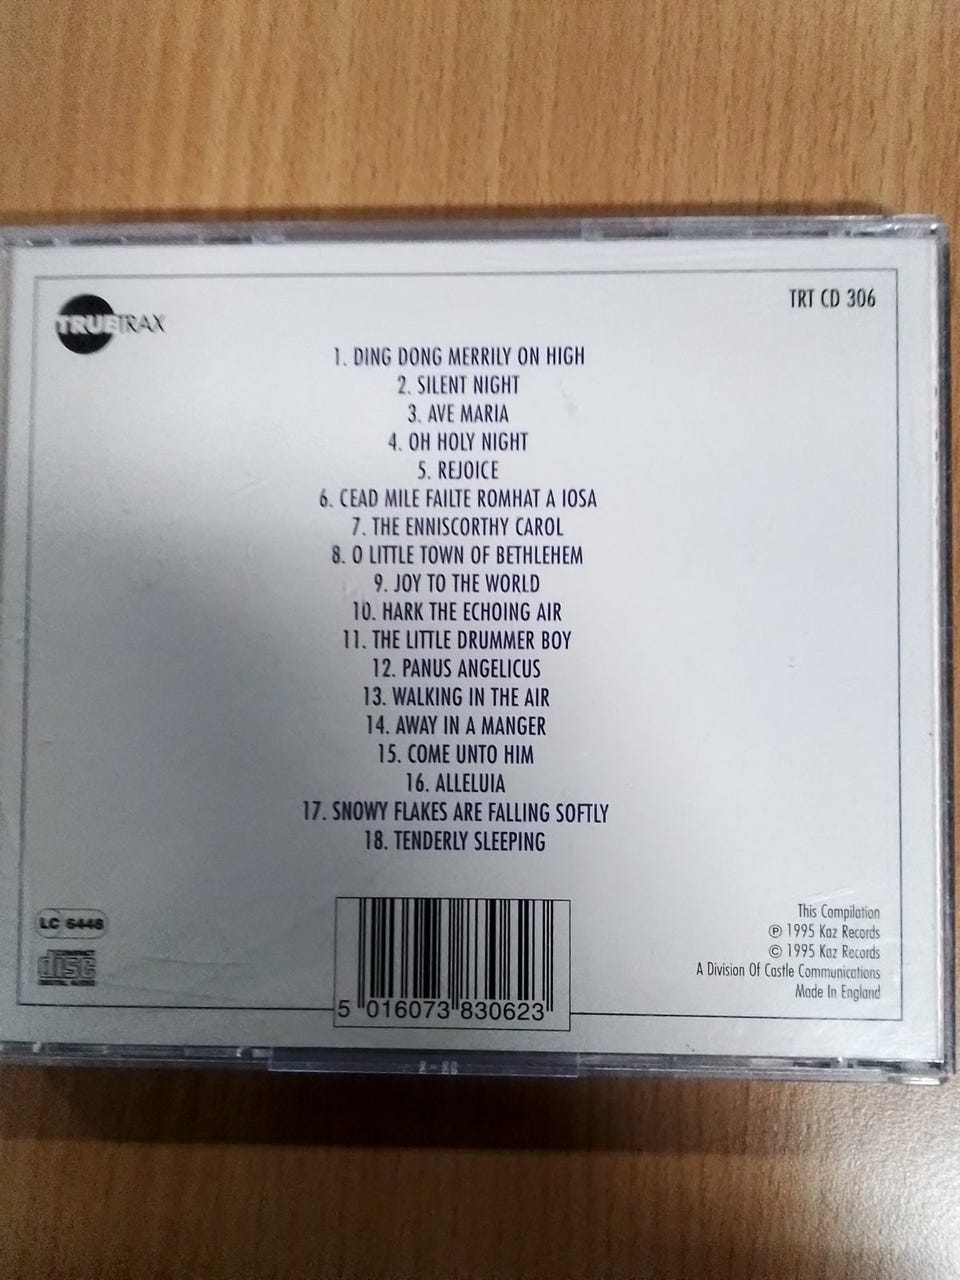 TRUETRAX
TRT CD 306
1. DING DONG MERRILY ON HIGH
2. SILENT NIGHT
3. AVE MARIA
4. OH HOLY NIGHT
5. REJOICE
6. CEAD MILE FAILTE ROMHAT A IOSA
7. THE ENNISCORTHY CAROL
8. O LITTLE TOWN OF BETHLEHEM
9. JOY TO THE WORLD
10. HARK THE ECHOING AIR
11. THE LITTLE DRUMMER BOY
12. PANUS ANGELICUS
13. WALKING IN THE AIR
14. AWAY IN A MANGER
15. COME UNTO HIM
16. ALLELUIA
17. SNOWY FLAKES ARE FALLING SOFTLY
18. TENDERLY SLEEPING
LC 6448
COMPACT
disc
DIGITAL AUDIO
5 016073 830623
This Compilation
℗ 1995 Kaz Records
© 1995 Kaz Records
A Division Of Castle Communications
Made In England